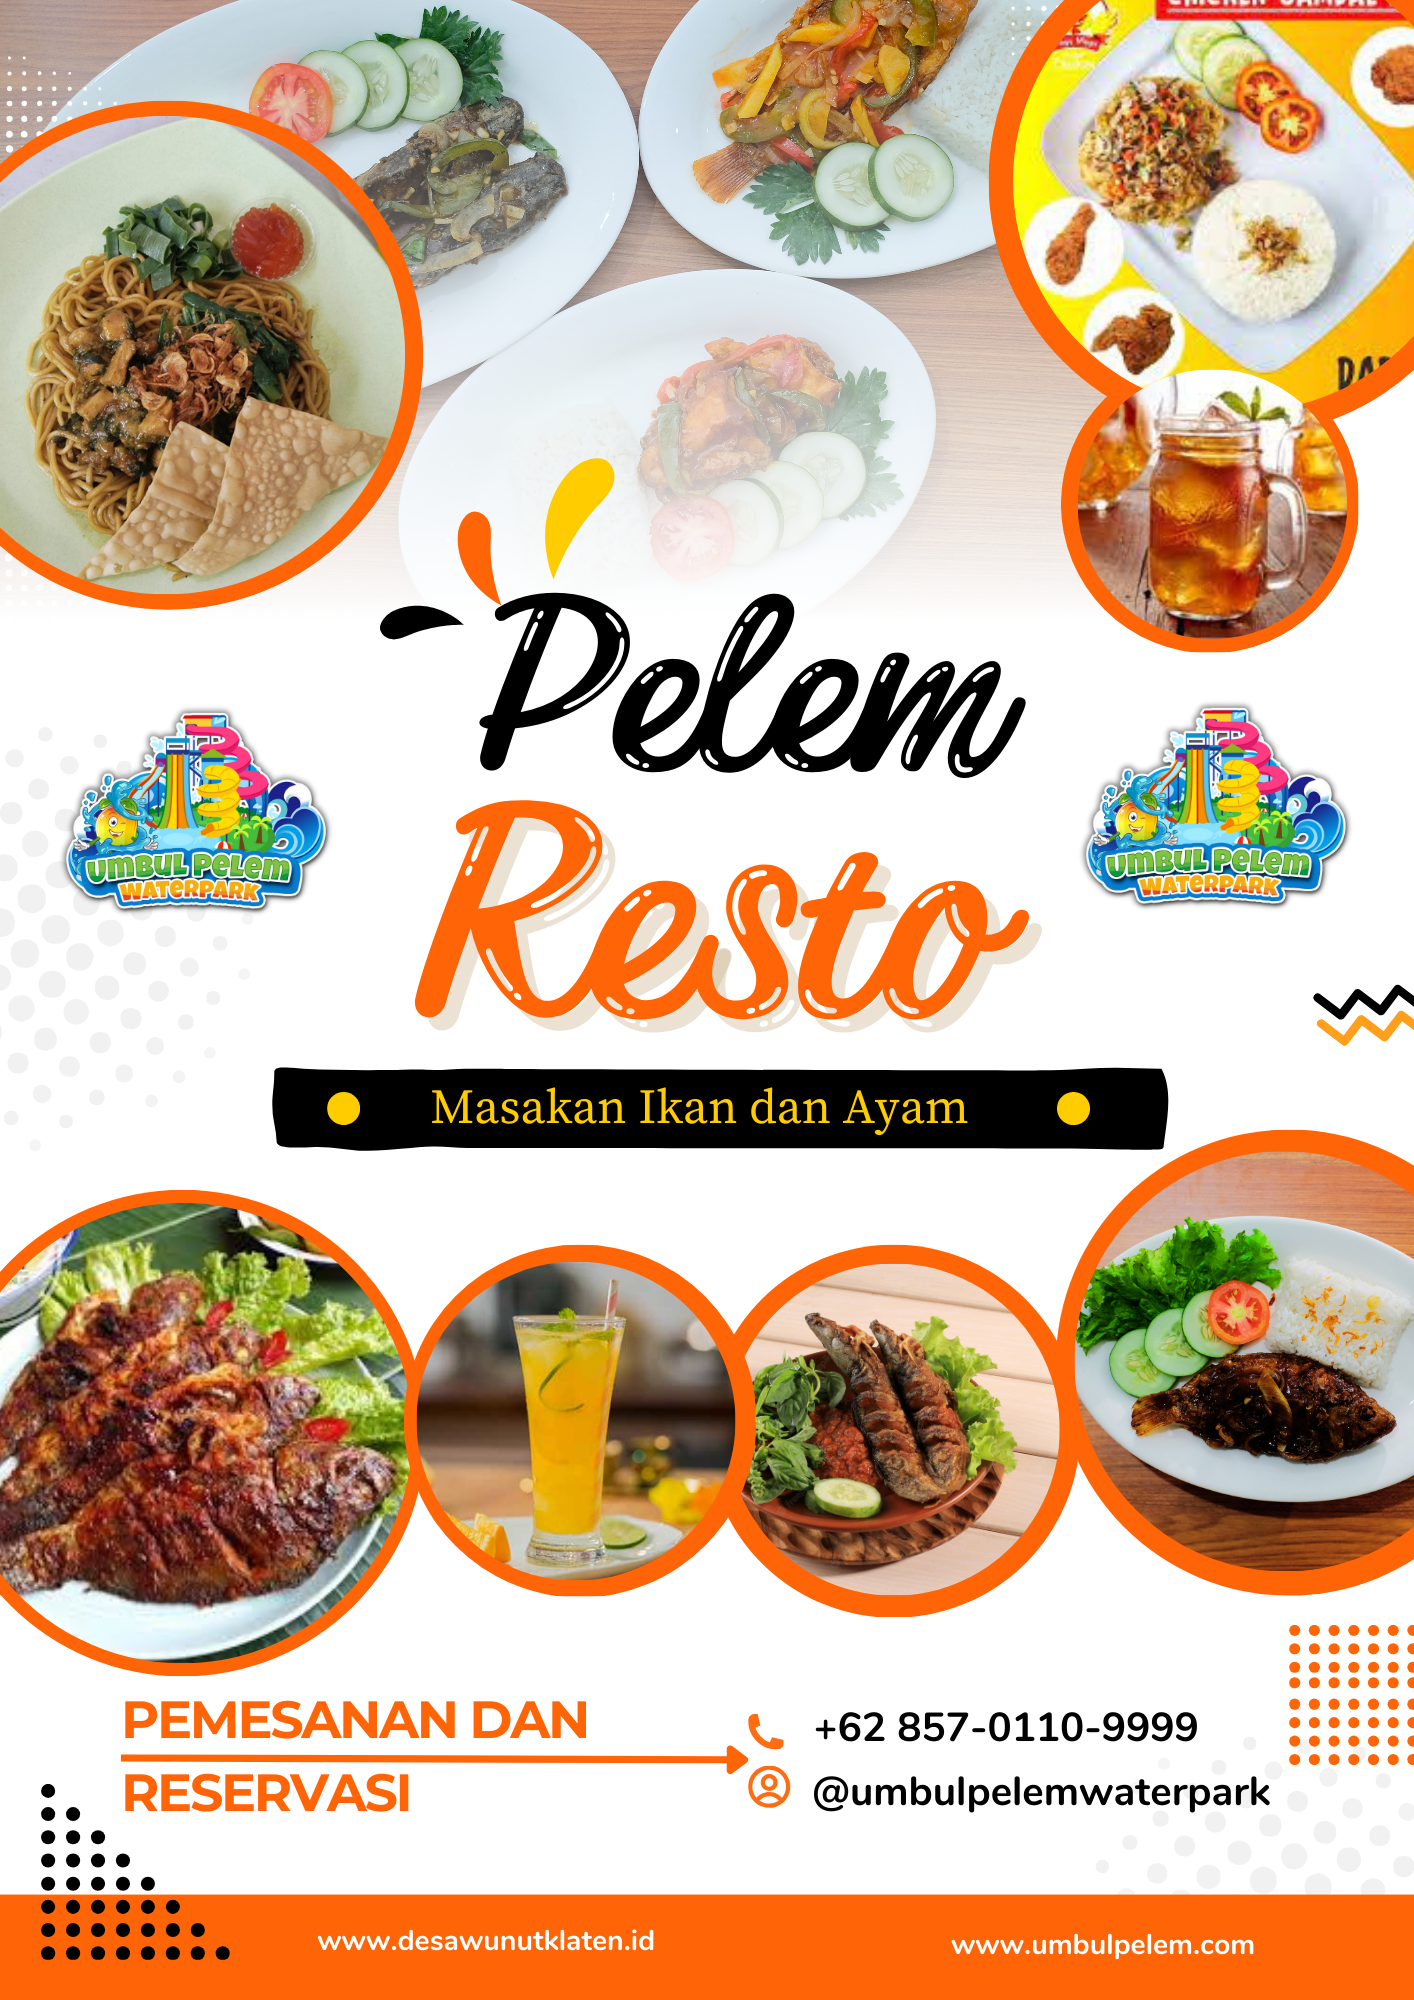 Pelem
Resto
UMBUL PELEM
WATERPARK
UMBUL PELEM
WATERPARK
Masakan Ikan dan Ayam
PEMESANAN DAN
RESERVASI
+62 857-0110-9999
@umbulpelemwaterpark
www.desawunutklaten.id
www.umbulpelem.com